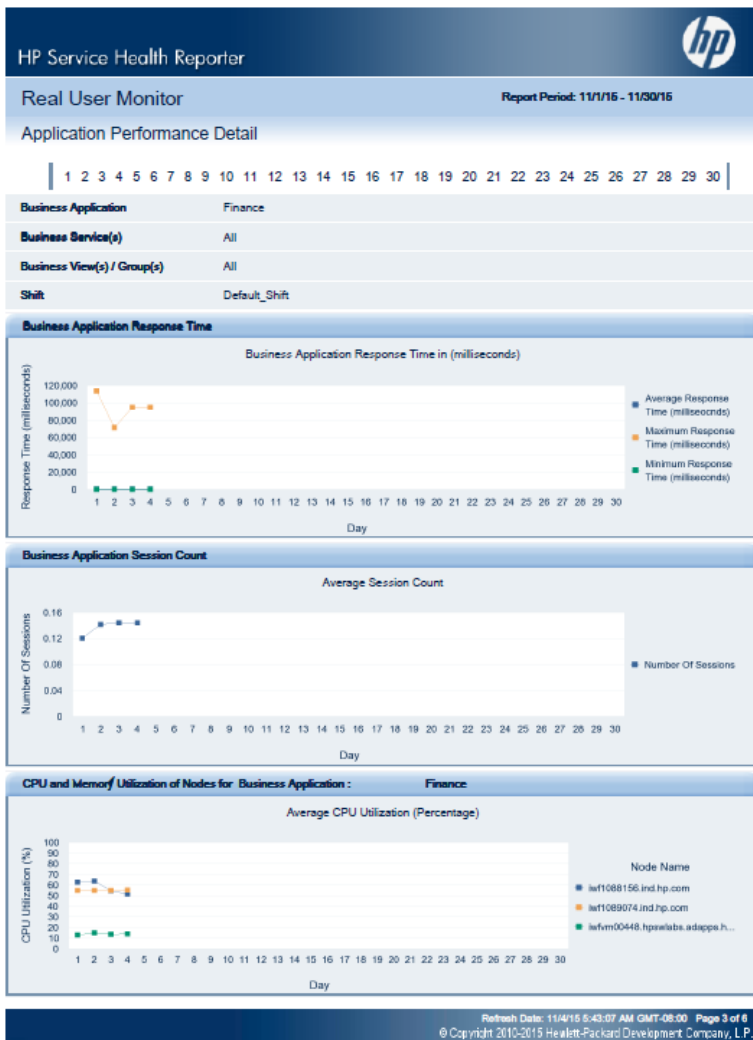 hp
HP Service Health Reporter
Real User Monitor
Report Period: 11/1/15 - 11/30/15
Application Performance Detail
1 2 3 4 5 6 7 8 9 10 11 12 13 14 15 16 17 18 19 20 21 22 23 24 25 26 27 28 29 30
Business Application Finance
Business Service(s) All
Business View(s) / Group(s) All
Shift Default_Shift
Business Application Response Time
Business Application Response Time in (milliseconds)
Response Time (milliseconds)
120,000
100,000
80,000
60,000
40,000
20,000
0
1 2 3 4 5 6 7 8 9 10 11 12 13 14 15 16 17 18 19 20 21 22 23 24 25 26 27 28 29 30
Day
Average Response
Time (milliseocnds)
Maximum Response
Time (milliseconds)
Minimum Response
Time (milliseconds)
Business Application Session Count
Average Session Count
Number Of Sessions
0.16
0.12
0.08
0.04
0
1 2 3 4 5 6 7 8 9 10 11 12 13 14 15 16 17 18 19 20 21 22 23 24 25 26 27 28 29 30
Day
Number Of Sessions
CPU and Memory Utilization of Nodes for Business Application : Finance
Average CPU Utilization (Percentage)
CPU Utilization (%)
100
90
80
70
60
50
40
30
20
10
0
1 2 3 4 5 6 7 8 9 10 11 12 13 14 15 16 17 18 19 20 21 22 23 24 25 26 27 28 29 30
Day
Node Name
iwf1088156.ind.hp.com
iwf1089074.ind.hp.com
iwfvm00448.hpswlabs.adapps.h...
Refresh Date: 11/4/15 5:43:07 AM GMT-08:00 Page 3 of 6
© Copyright 2010-2015 Hewlett-Packard Development Company, L.P.